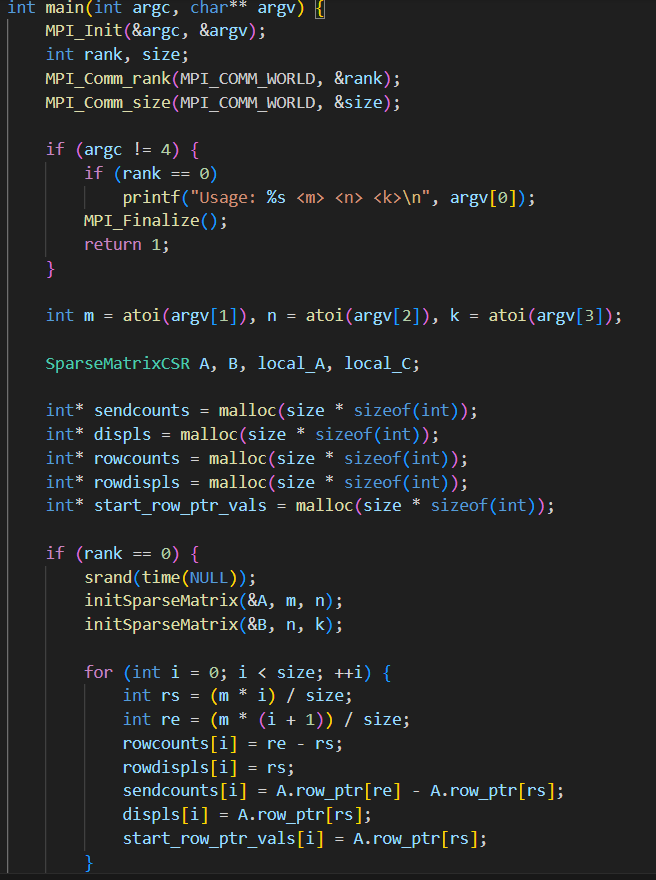 int main(int argc, char** argv) {
    MPI_Init(&argc, &argv);
    int rank, size;
    MPI_Comm_rank(MPI_COMM_WORLD, &rank);
    MPI_Comm_size(MPI_COMM_WORLD, &size);

    if (argc != 4) {
        if (rank == 0)
            printf("Usage: %s <m> <n> <k>\n", argv[0]);
        MPI_Finalize();
        return 1;
    }

    int m = atoi(argv[1]), n = atoi(argv[2]), k = atoi(argv[3]);

    SparseMatrixCSR A, B, local_A, local_C;

    int* sendcounts = malloc(size * sizeof(int));
    int* displs = malloc(size * sizeof(int));
    int* rowcounts = malloc(size * sizeof(int));
    int* rowdispls = malloc(size * sizeof(int));
    int* start_row_ptr_vals = malloc(size * sizeof(int));

    if (rank == 0) {
        srand(time(NULL));
        initSparseMatrix(&A, m, n);
        initSparseMatrix(&B, n, k);

        for (int i = 0; i < size; ++i) {
            int rs = (m * i) / size;
            int re = (m * (i + 1)) / size;
            rowcounts[i] = re - rs;
            rowdispls[i] = rs;
            sendcounts[i] = A.row_ptr[re] - A.row_ptr[rs];
            displs[i] = A.row_ptr[rs];
            start_row_ptr_vals[i] = A.row_ptr[rs];
        }